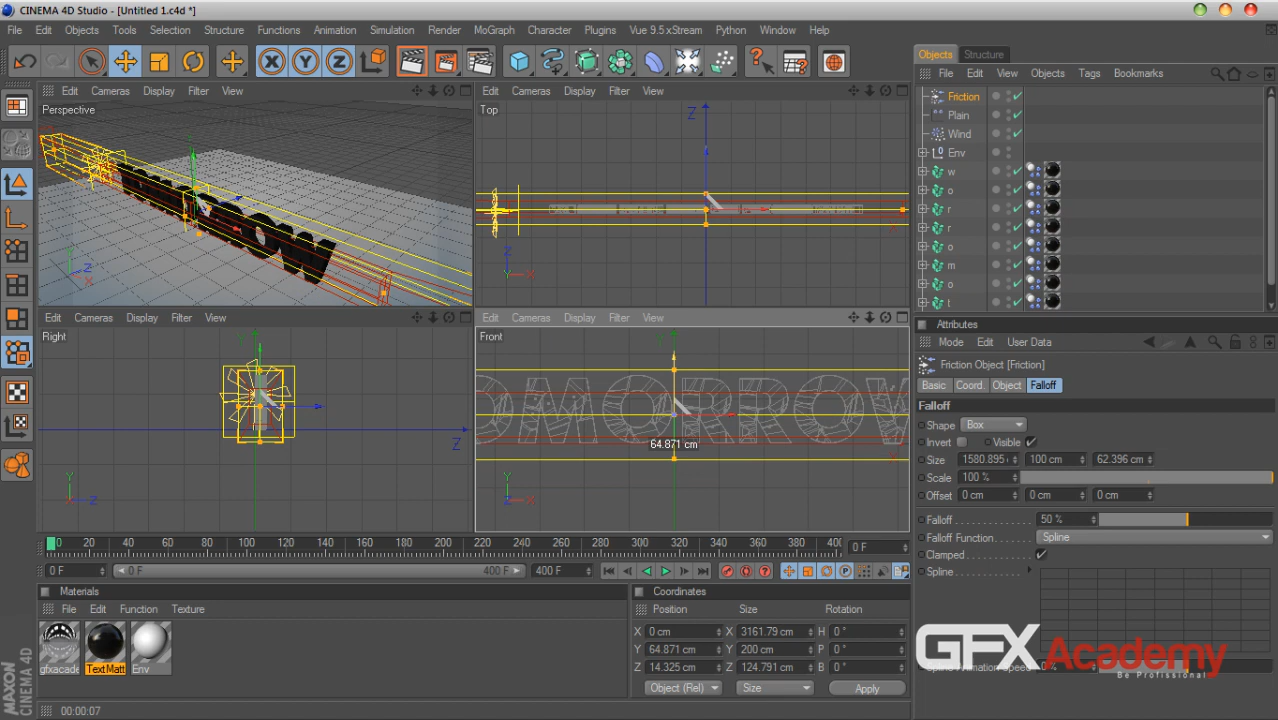 CINEMA 4D Studio - [Untitled 1.c4d *]
File Edit Objects Tools Selection Structure Functions Animation Simulation Render MoGraph Character Plugins Vue 9.5 xStream Python Window Help
Objects Structure
File Edit View Objects Tags Bookmarks
Edit Cameras Display Filter View
Edit Cameras Display Filter View
Perspective
Top
Friction
Plain
Wind
Env
w
o
r
r
o
m
o
t
Z
X
Z
Y X
Edit Cameras Display Filter View
Edit Cameras Display Filter View
Right
Front
Z
Y
X Z
OMORROW
64.871 cm
Y
Z X
Attributes
Mode Edit User Data
Friction Object [Friction]
Basic Coord. Object Falloff
Falloff
Shape Box
Invert Visible
Size 1580.895 100 cm 62.396 cm
Scale 100 %
Offset 0 cm 0 cm 0 cm
Falloff 50 %
Falloff Function Spline
Clamped
Spline
Spline Animation Speed 0 %
0 20 40 60 80 100 120 140 160 180 200 220 240 260 280 300 320 340 360 380 40 0 F
0 F 0 F 400 F 400 F
Materials
File Edit Function Texture
gfxacade TextMatt Env
Coordinates
Position Size Rotation
X 0 cm X 3161.79 cm H 0 °
Y 64.871 cm Y 200 cm P 0 °
Z 14.325 cm Z 124.791 cm B 0 °
Object (Rel) Size Apply
GFXAcademy
Be Professional
MAXON
CINEMA 4D
00:00:07